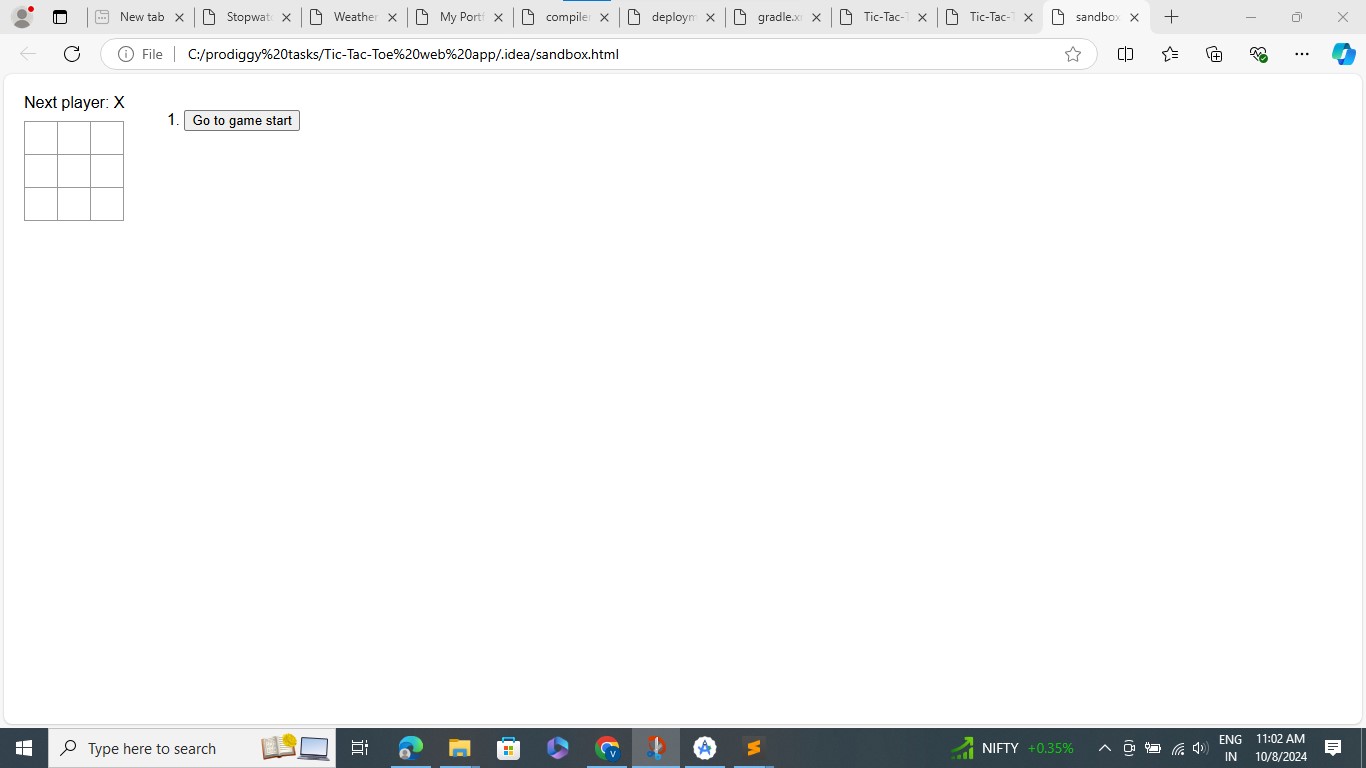 New tab
Stopwat
Weather
My Port
compile
deploym
gradle.x
Tic-Tac-
Tic-Tac-T
sandbox
File
C:/prodiggy%20tasks/Tic-Tac-Toe%20web%20app/.idea/sandbox.html
Next player: X
1. Go to game start
Type here to search
V
NIFTY +0.35%
ENG
IN
11:02 AM
10/8/2024